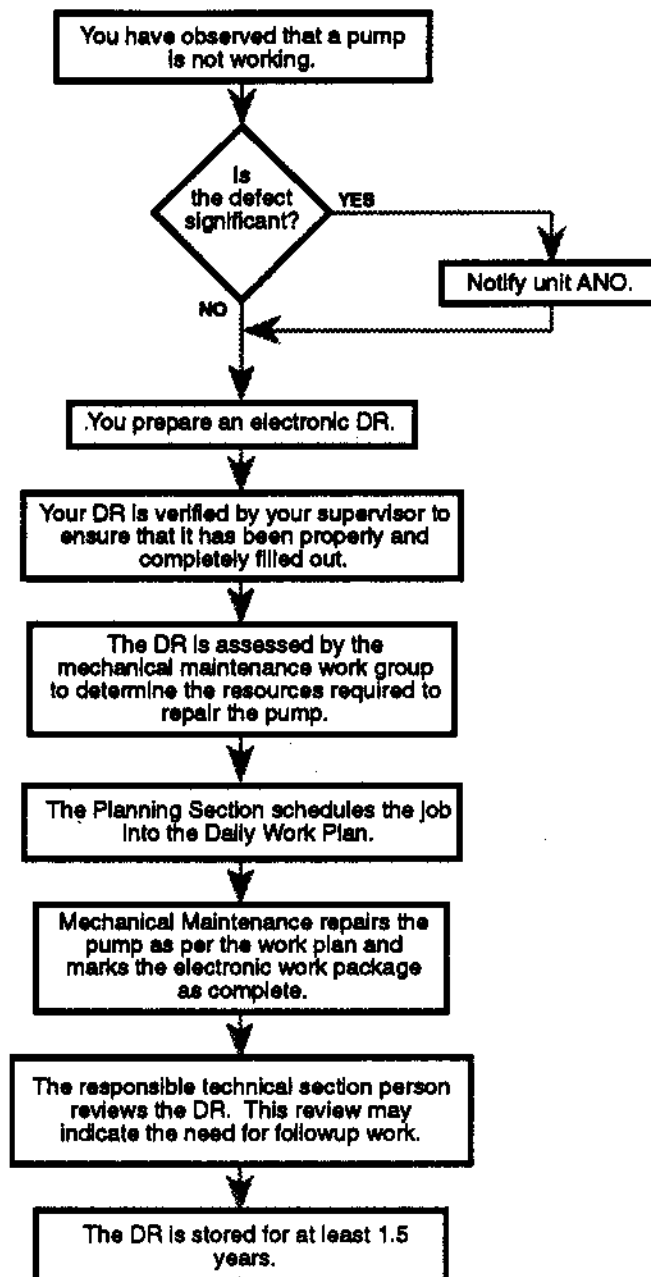 You have observed that a pump
is not working.
Is
the defect
significant?
YES
Notify unit ANO.
NO
.You prepare an electronic DR.
Your DR is verified by your supervisor to
ensure that it has been properly and
completely filled out.
The DR is assessed by the
mechanical maintenance work group
to determine the resources required to
repair the pump.
The Planning Section schedules the job
into the Daily Work Plan.
Mechanical Maintenance repairs the
pump as per the work plan and
marks the electronic work package
as complete.
The responsible technical section person
reviews the DR. This review may
indicate the need for followup work.
The DR is stored for at least 1.5
years.